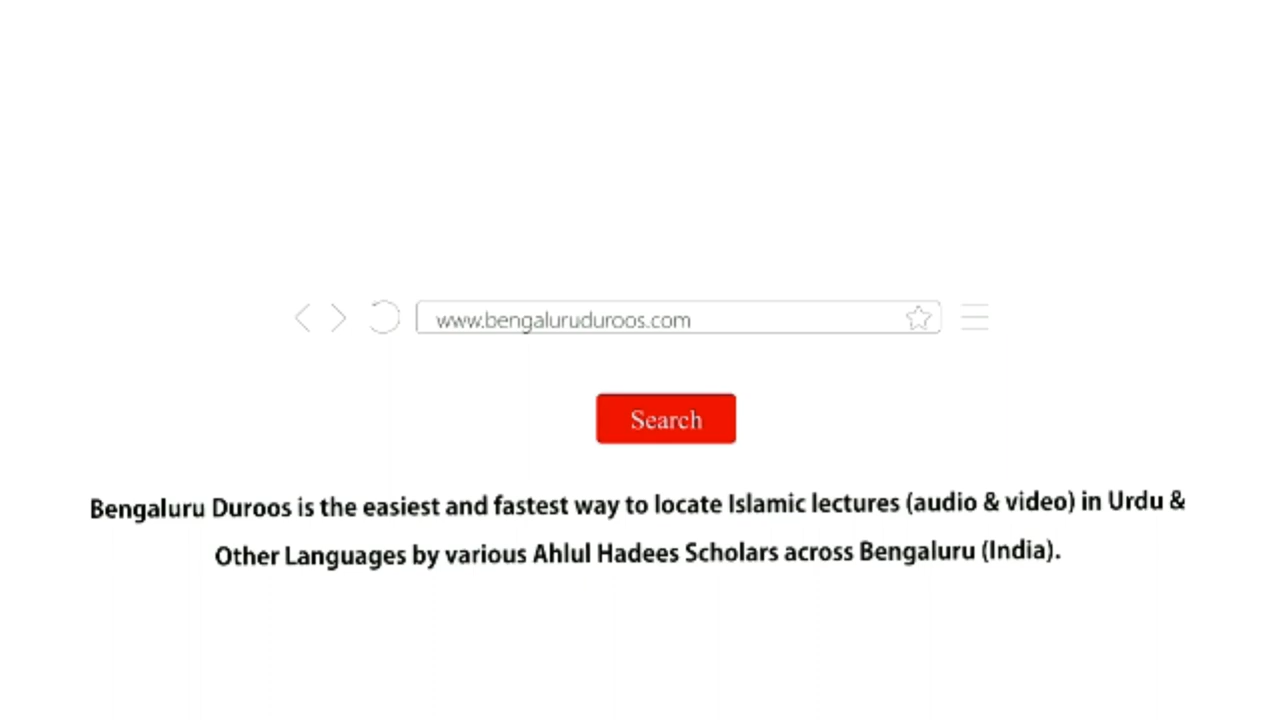 www.bengaluruduroos.com
Search
Bengaluru Duroos is the easiest and fastest way to locate Islamic lectures (audio & video) in Urdu &
Other Languages by various Ahlul Hadees Scholars across Bengaluru (India).